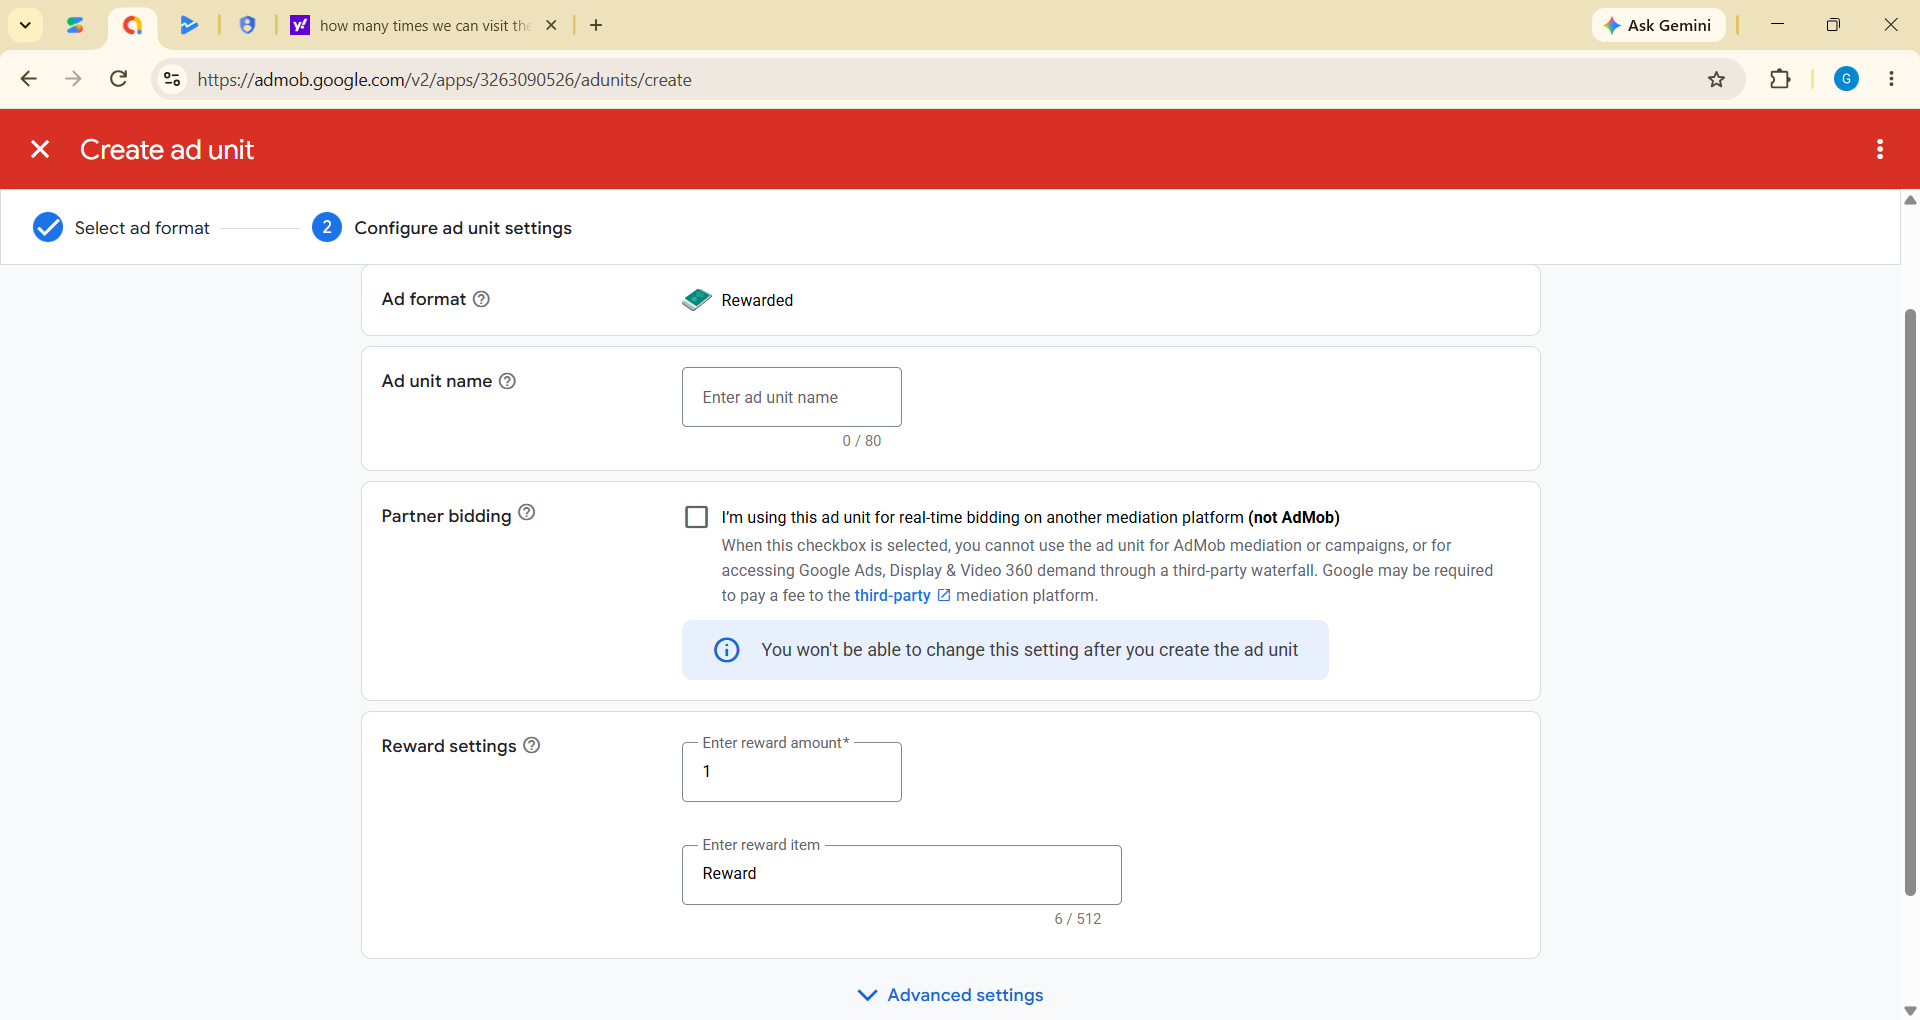 how many times we can visit the
Ask Gemini
https://admob.google.com/v2/apps/3263090526/adunits/create
G
Create ad unit
Select ad format
2 Configure ad unit settings
Ad format
Rewarded
Ad unit name
Enter ad unit name
0 / 80
Partner bidding
I'm using this ad unit for real-time bidding on another mediation platform (not AdMob)
When this checkbox is selected, you cannot use the ad unit for AdMob mediation or campaigns, or for
accessing Google Ads, Display & Video 360 demand through a third-party waterfall. Google may be required
to pay a fee to the third-party mediation platform.
You won't be able to change this setting after you create the ad unit
Reward settings
Enter reward amount*
1
Enter reward item
Reward
6 / 512
Advanced settings